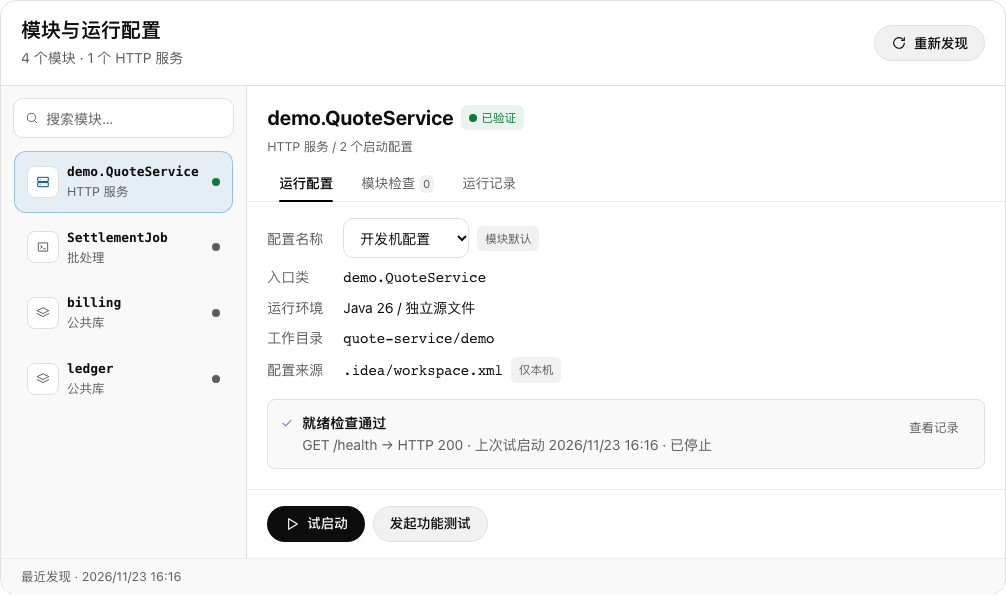 模块与运行配置
4 个模块 · 1 个 HTTP 服务
重新发现
搜索模块...
demo.QuoteService
HTTP 服务
SettlementJob
批处理
billing
公共库
ledger
公共库
demo.QuoteService 已验证
HTTP 服务 / 2 个启动配置
运行配置 模块检查 0 运行记录
配置名称 开发机配置 模块默认
入口类 demo.QuoteService
运行环境 Java 26 / 独立源文件
工作目录 quote-service/demo
配置来源 .idea/workspace.xml 仅本机
就绪检查通过
GET /health → HTTP 200 · 上次试启动 2026/11/23 16:16 · 已停止
查看记录
试启动 发起功能测试
最近发现 · 2026/11/23 16:16